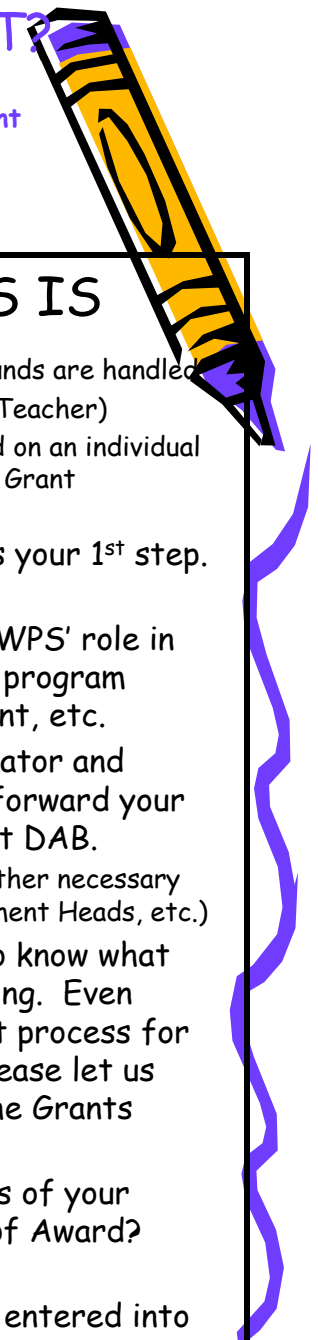 T?
nt
S IS
unds are handled
Teacher)
d on an individual
Grant
s your 1st step.
WPS’ role in
program
nt, etc.
ator and
forward your
t DAB.
ther necessary
ment Heads, etc.)
o know what
ng. Even
t process for
ease let us
he Grants
s of your
of Award?
entered into